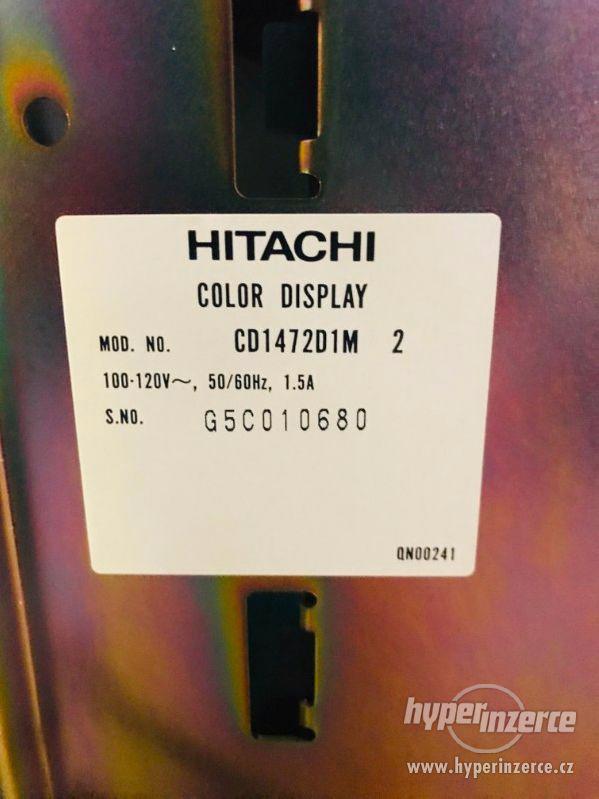 HITACHI
COLOR DISPLAY
MOD. NO. CD1472D1M 2
100-120V～, 50/60Hz, 1.5A
S.NO. G5C010680
QN00241
hyperinzerce
www.hyperinzerce.cz